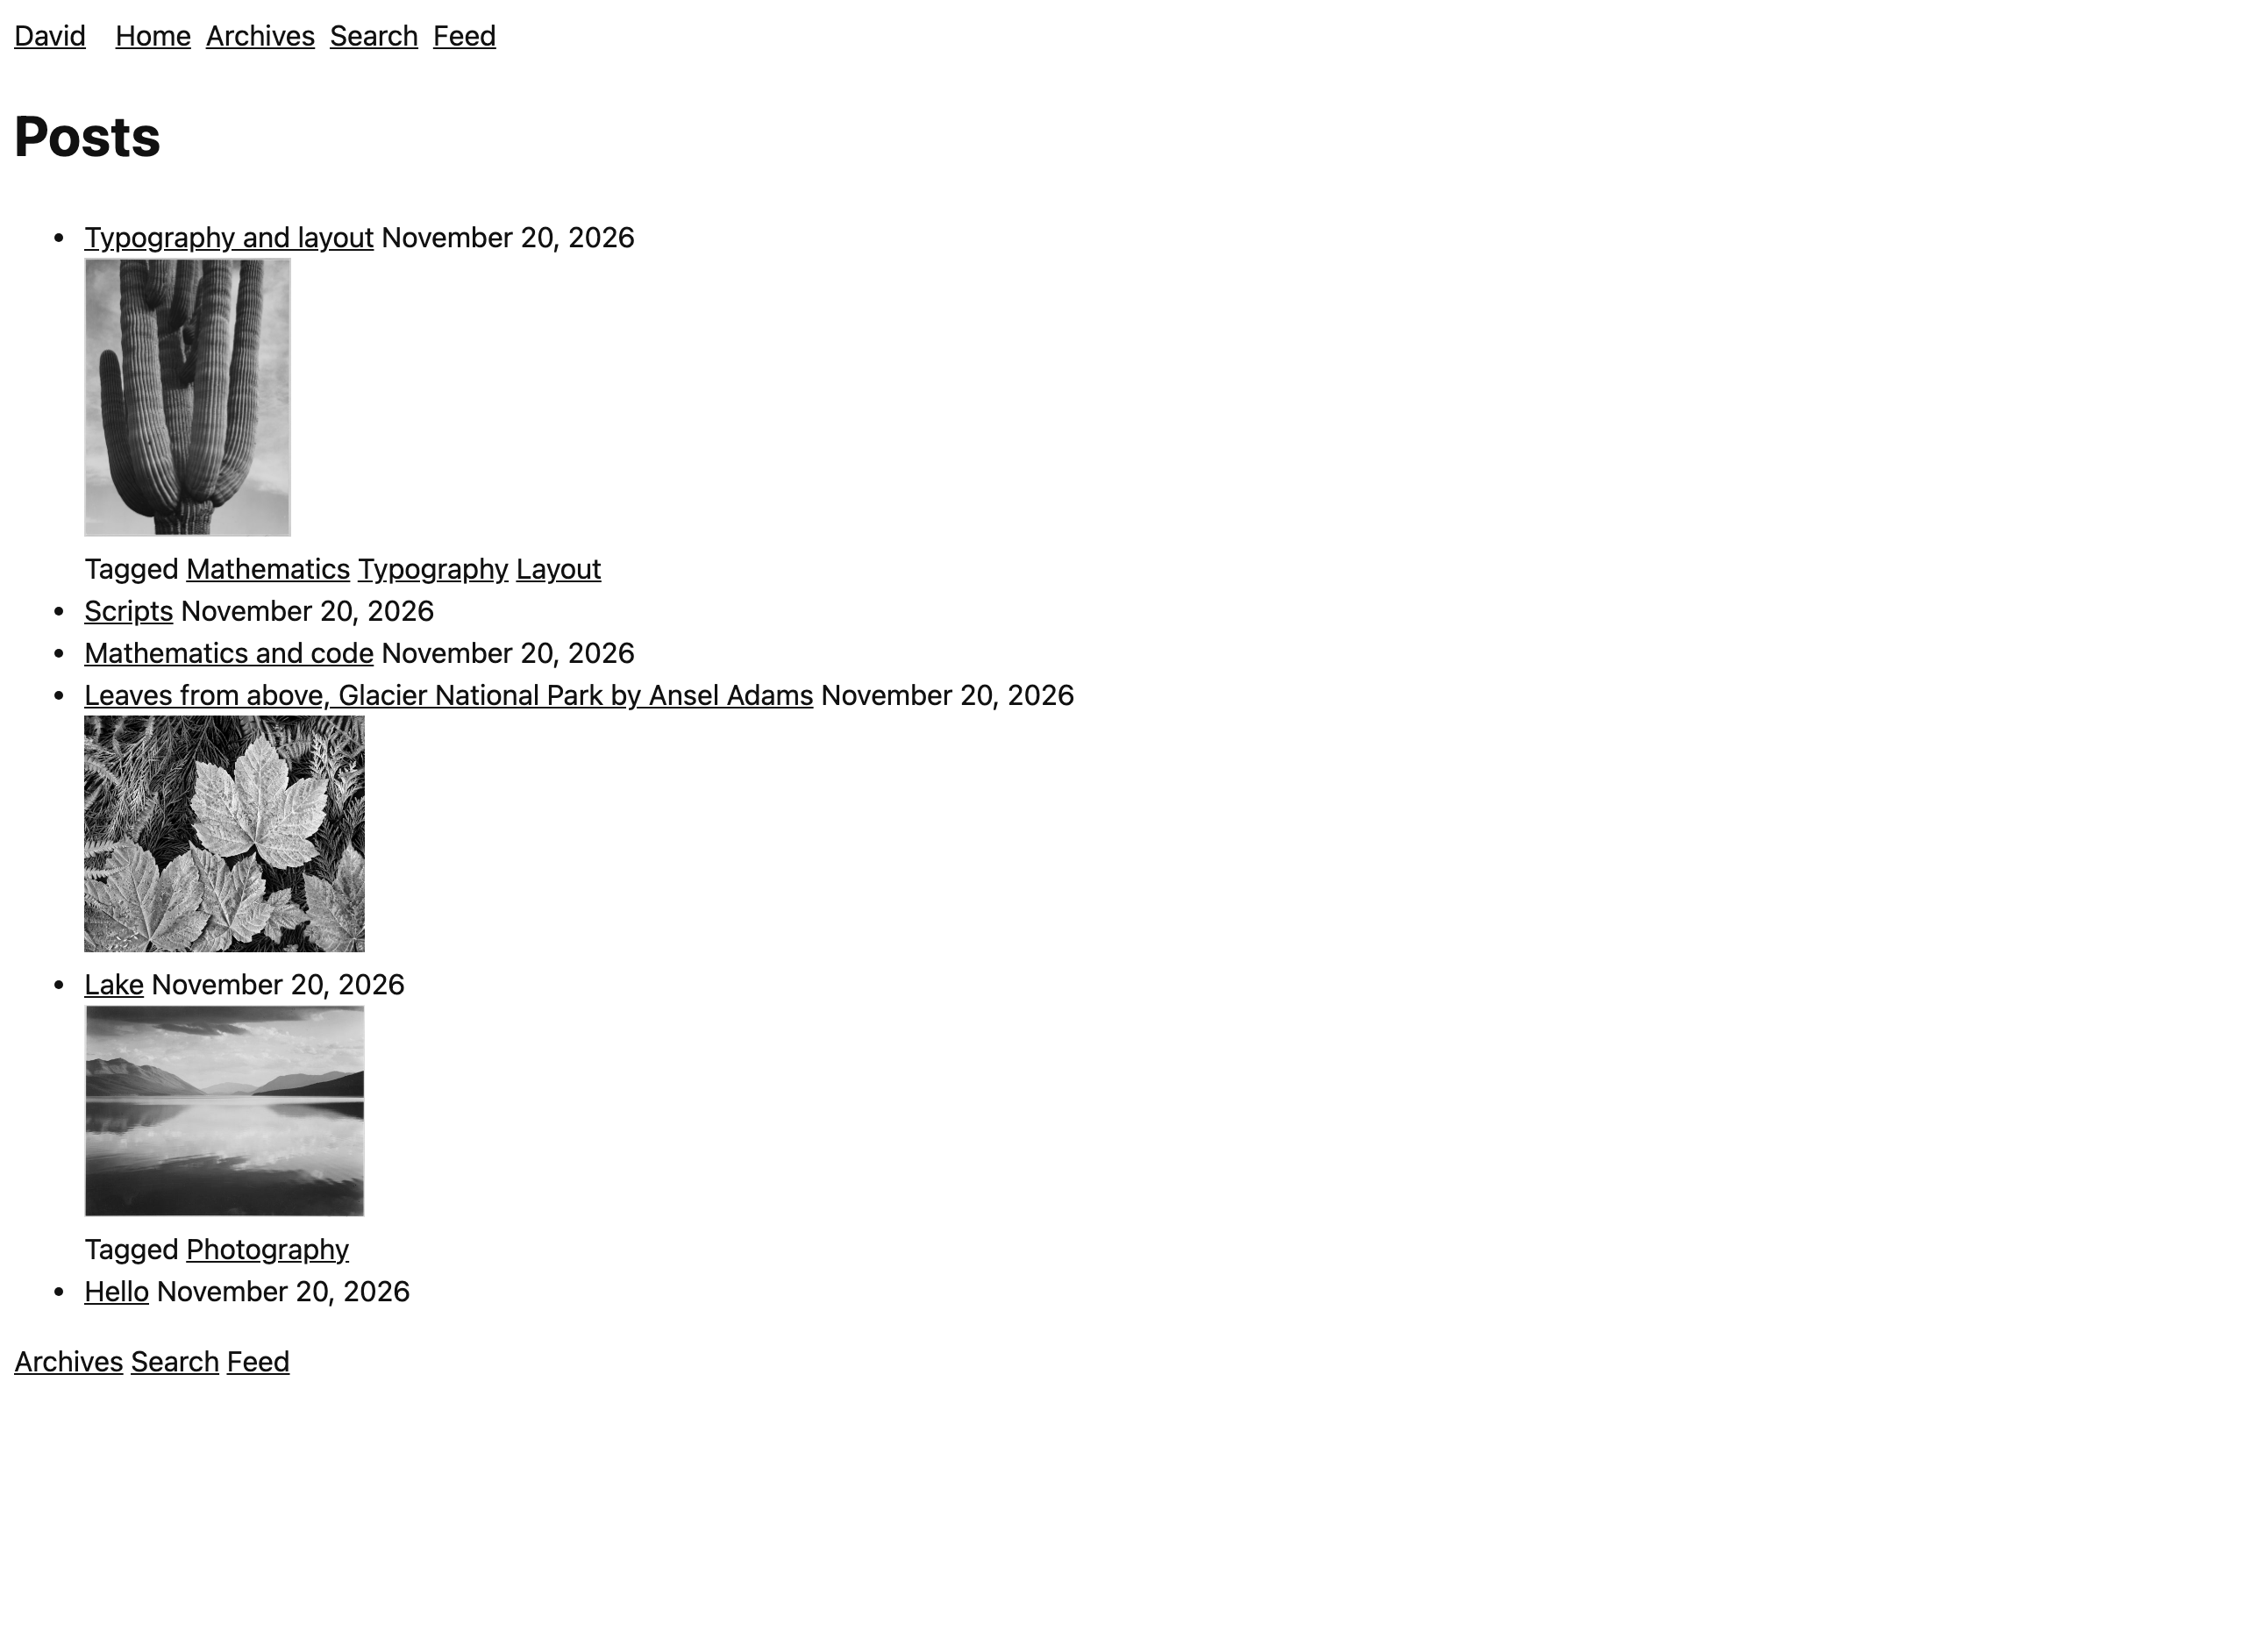 David Home Archives Search Feed
Posts
Typography and layout November 20, 2026
Tagged Mathematics Typography Layout
Scripts November 20, 2026
Mathematics and code November 20, 2026
Leaves from above, Glacier National Park by Ansel Adams November 20, 2026
Lake November 20, 2026
Tagged Photography
Hello November 20, 2026
Archives Search Feed